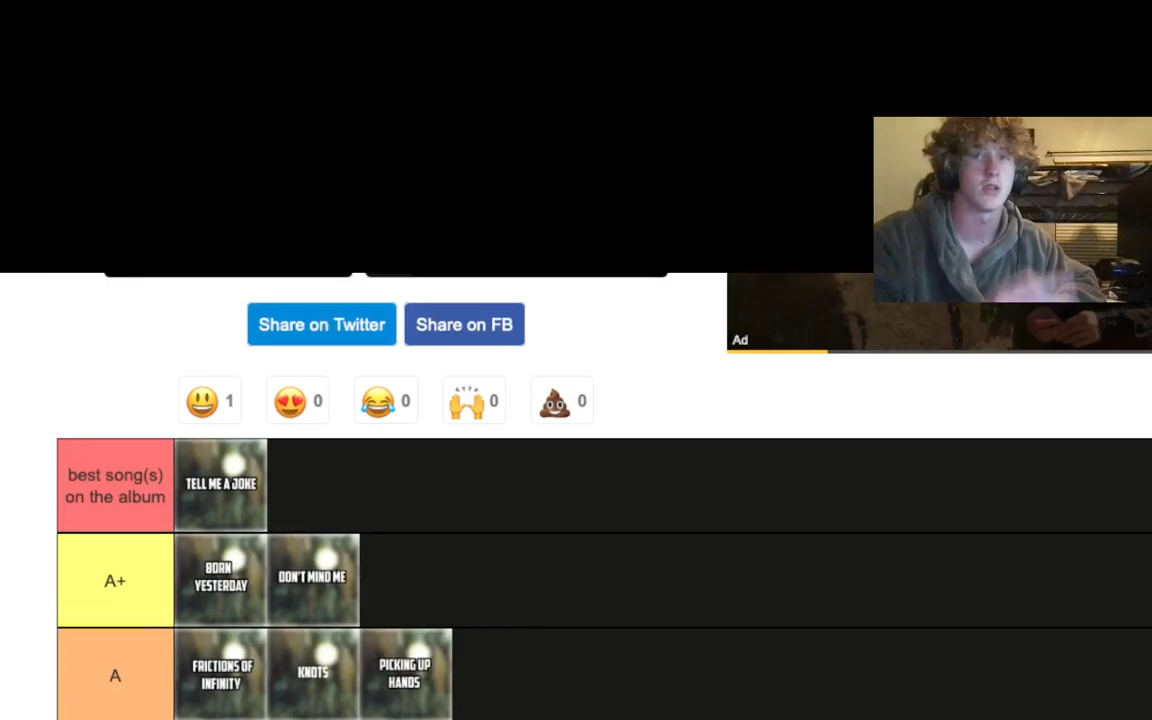 Share on Twitter
Share on FB
Ad
1
0
0
0
0
best song(s)
on the album
TELL ME A JOKE
A+
BORN
YESTERDAY
DON'T MIND ME
A
FRICTIONS OF
INFINITY
KNOTS
PICKING UP
HANDS